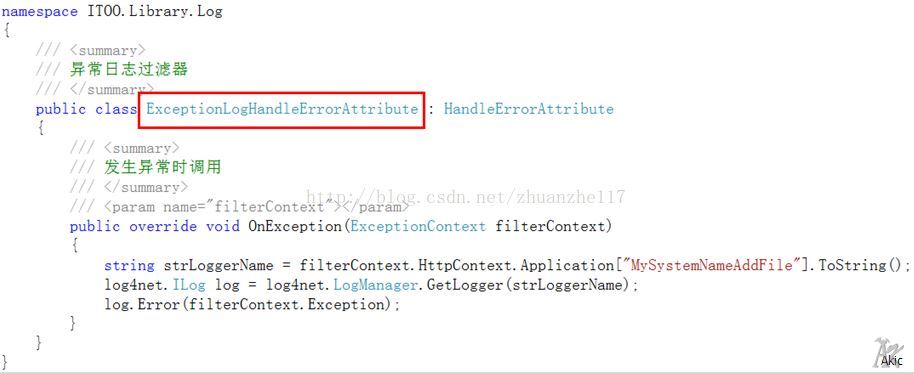 namespace ITOO.Library.Log
{
    /// <summary>
    /// 异常日志过滤器
    /// </summary>
    public class ExceptionLogHandleErrorAttribute : HandleErrorAttribute
    {
        /// <summary>
        /// 发生异常时调用
        /// </summary>
        http://blog.csdn.net/zhuanzhe117
        /// <param name="filterContext"></param>
        public override void OnException(ExceptionContext filterContext)
        {
            string strLoggerName = filterContext.HttpContext.Application["MySystemNameAddFile"].ToString();
            log4net.ILog log = log4net.LogManager.GetLogger(strLoggerName);
            log.Error(filterContext.Exception);
        }
    }
}
Akic